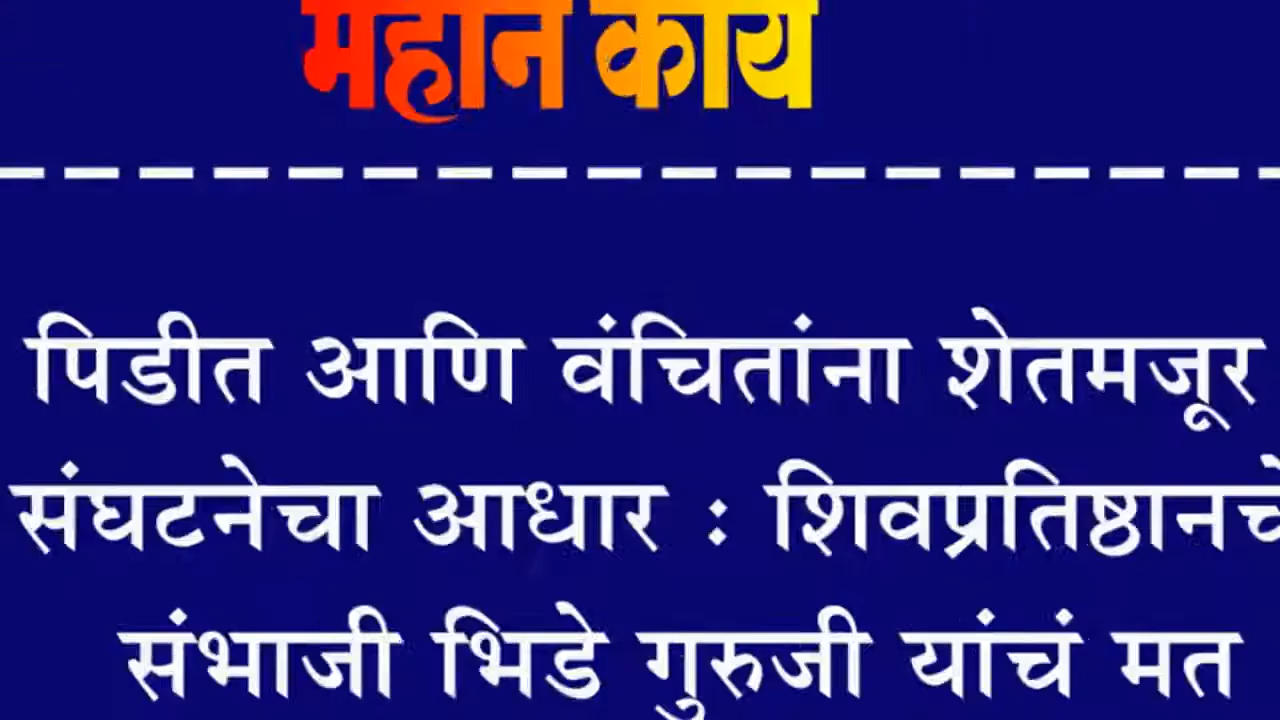 महान काय
पिडीत आणि वंचितांना शेतमजूर
संघटनेचा आधार : शिवप्रतिष्ठानचे
संभाजी भिडे गुरुजी यांचं मत